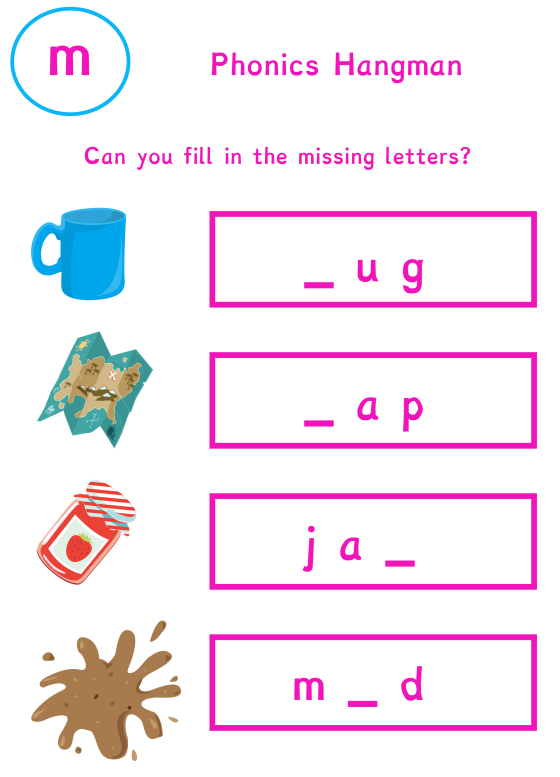 m
Phonics Hangman
Can you fill in the missing letters?
_ u g
_ a p
j a _
m _ d